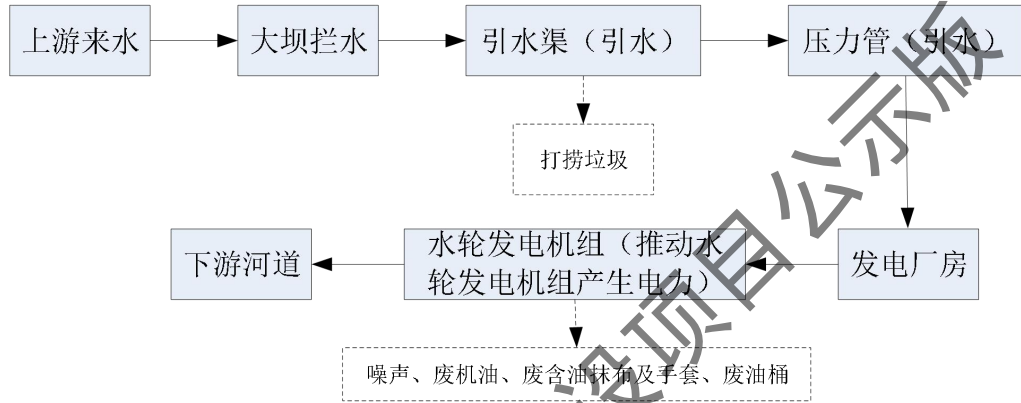 上游来水
大坝拦水
引水渠（引水）
压力管（引水）
打捞垃圾
下游河道
水轮发电机组（推动水
轮发电机组产生电力）
发电厂房
噪声、废机油、废含油抹布及手套、废油桶
设项目公示版